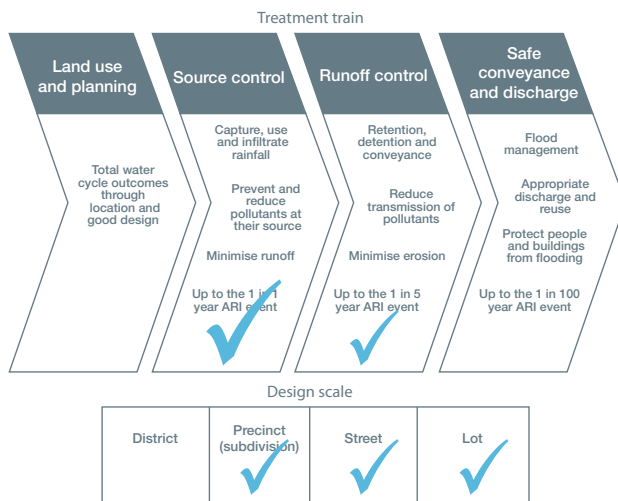 Treatment train
Land use
and planning
Total water
cycle outcomes
through
location and
good design
Source control
Capture, use
and infiltrate
rainfall
Prevent and
reduce
pollutants at
their source
Minimise runoff
Up to the 1 in 1
year ARI event
Runoff control
Retention,
detention and
conveyance
Reduce
transmission of
pollutants
Minimise erosion
Up to the 1 in 5
year ARI event
Safe
conveyance
and discharge
Flood
management
Appropriate
discharge and
reuse
Protect people
and buildings
from flooding
Up to the 1 in 100
year ARI event
Design scale
District
Precinct
(subdivision)
Street
Lot